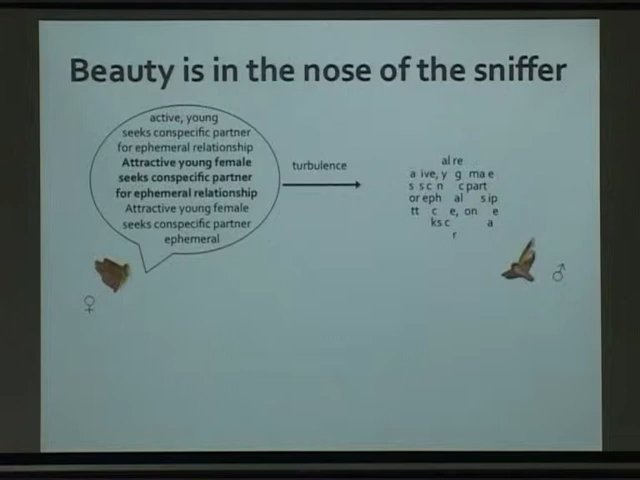 Beauty is in the nose of the sniffer
active, young
seeks conspecific partner
for ephemeral relationship
Attractive young female
seeks conspecific partner
for ephemeral relationship
Attractive young female
seeks conspecific partner
ephemeral
turbulence
al re
a ive, y g ma e
s s c n c part
or eph al s ip
tt c e, on e
ks c a
r
♀
♂